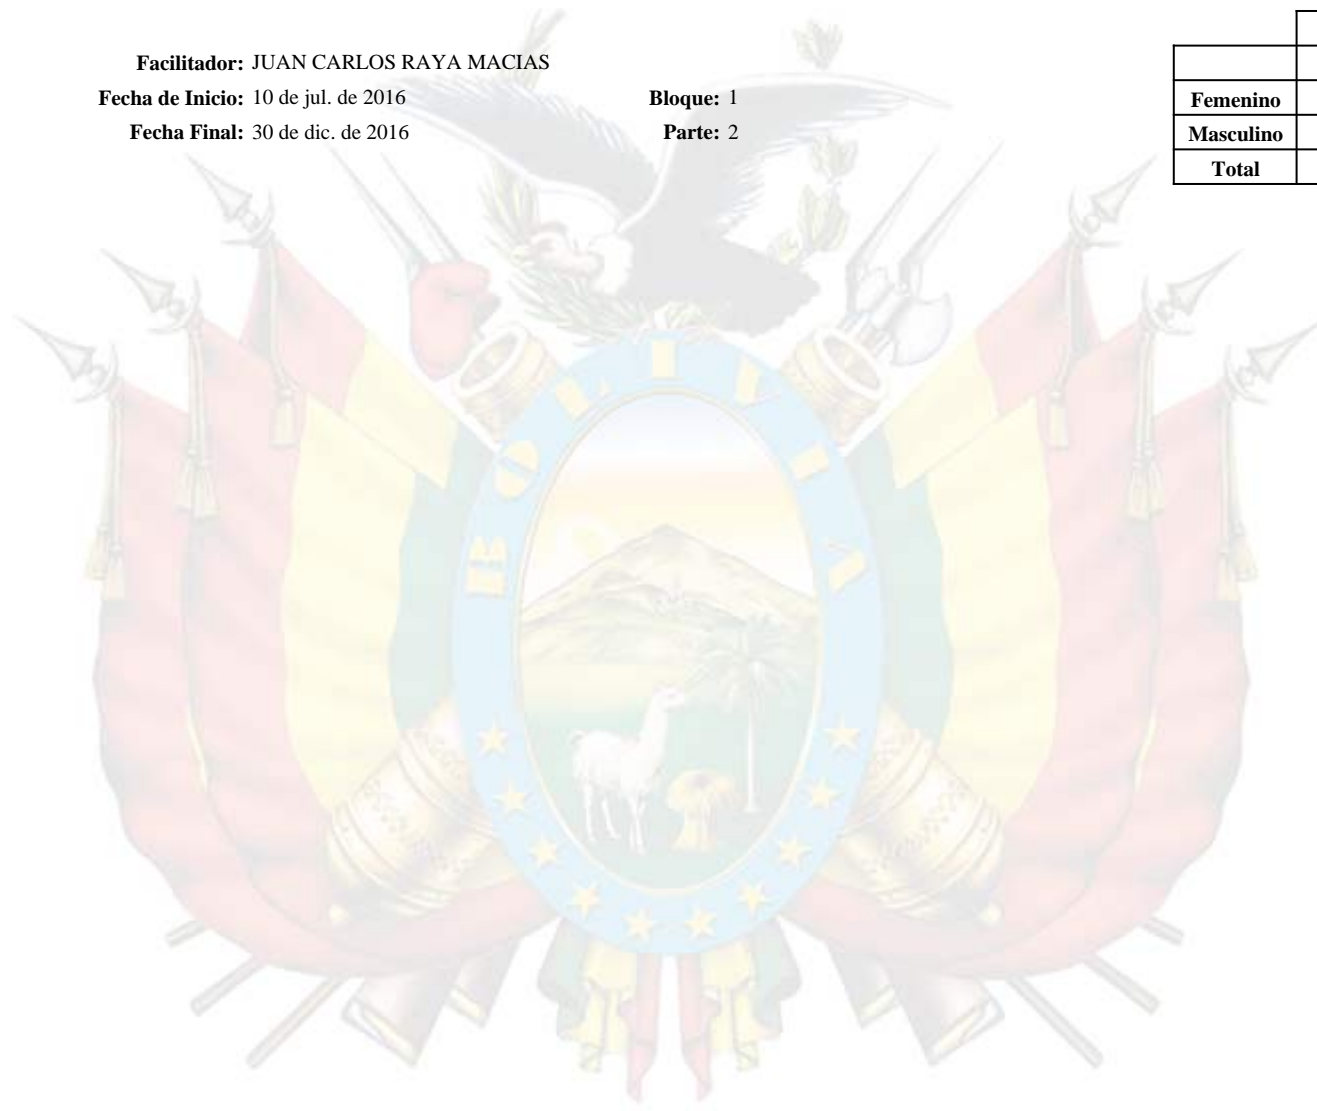 Facilitador: JUAN CARLOS RAYA MACIAS
Fecha de Inicio: 10 de jul. de 2016 Bloque: 1
Fecha Final: 30 de dic. de 2016 Parte: 2
Femenino
Masculino
Total
BOLIVIA